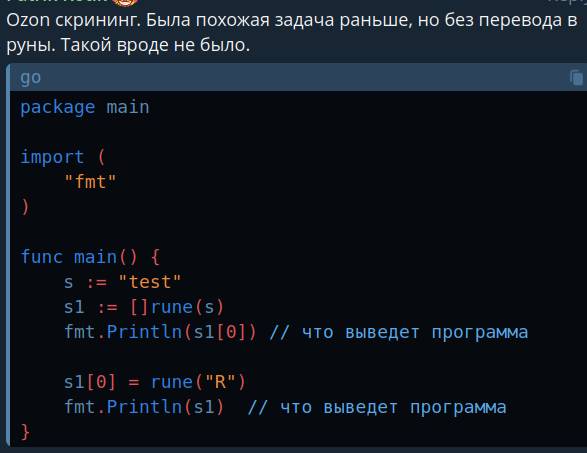 Ozon скрининг. Была похожая задача раньше, но без перевода в
руны. Такой вроде не было.
go
package main
import (
"fmt"
)
func main() {
s := "test"
s1 := []rune(s)
fmt.Println(s1[0]) // что выведет программа
s1[0] = rune("R")
fmt.Println(s1)  // что выведет программа
}